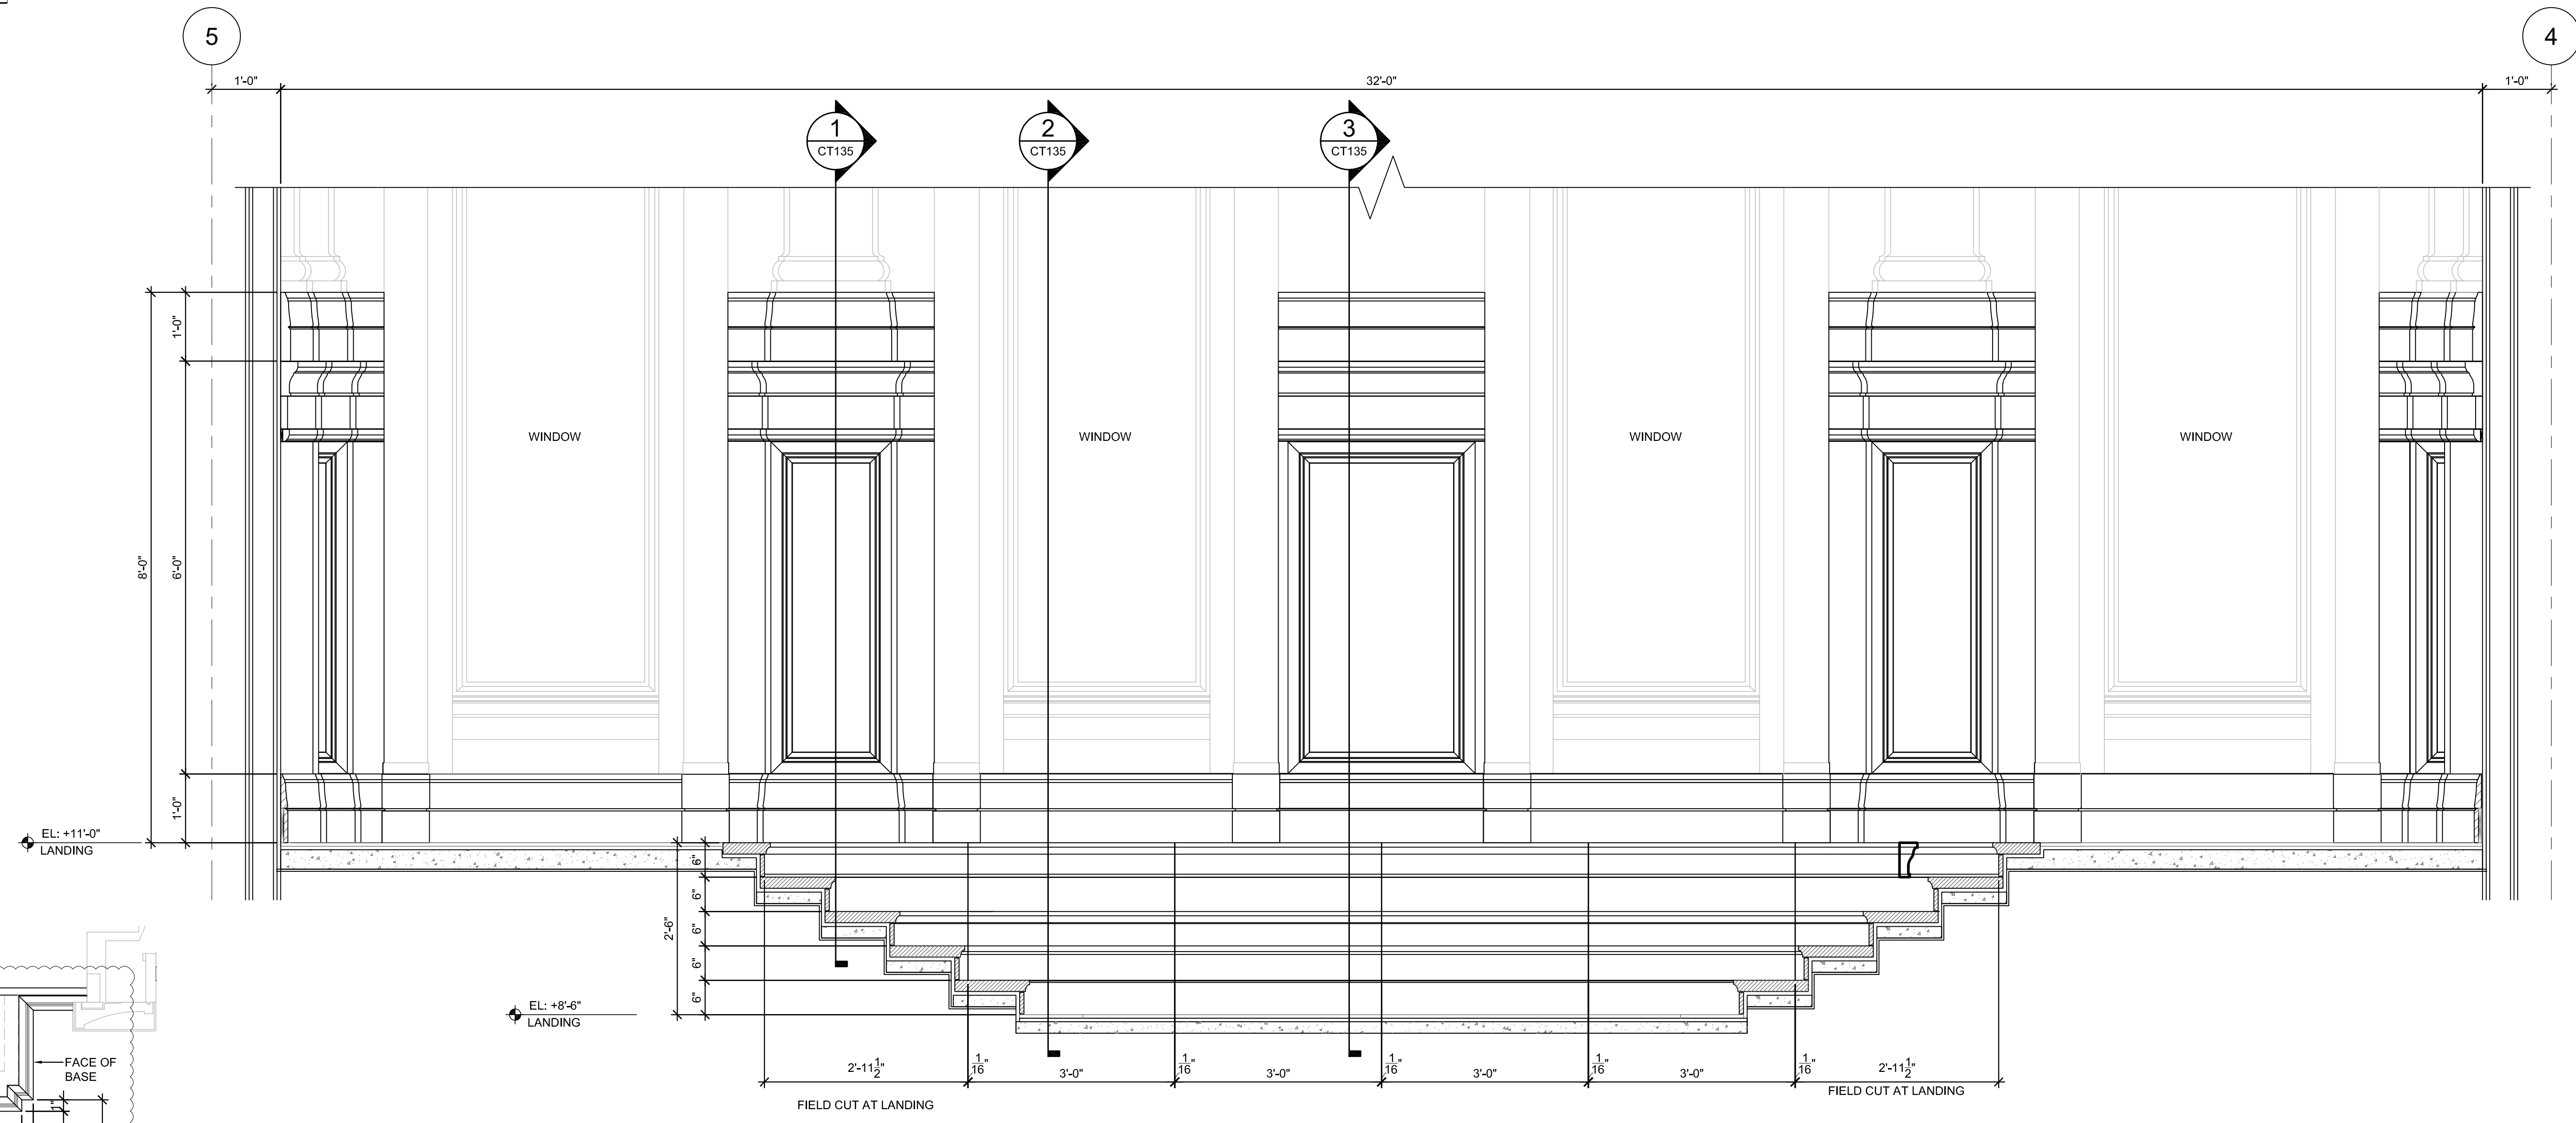 5
4
1'-0"
32'-0"
1'-0"
1
CT135
2
CT135
3
CT135
1'-0"
8'-0"
6'-0"
1'-0"
WINDOW
WINDOW
WINDOW
WINDOW
EL: +11'-0"
LANDING
6"
6"
6"
6"
6"
2'-6"
EL: +8'-6"
LANDING
FACE OF
BASE
1"
2'-11 1/2"
1/16"
3'-0"
1/16"
3'-0"
1/16"
3'-0"
1/16"
3'-0"
1/16"
2'-11 1/2"
FIELD CUT AT LANDING
FIELD CUT AT LANDING